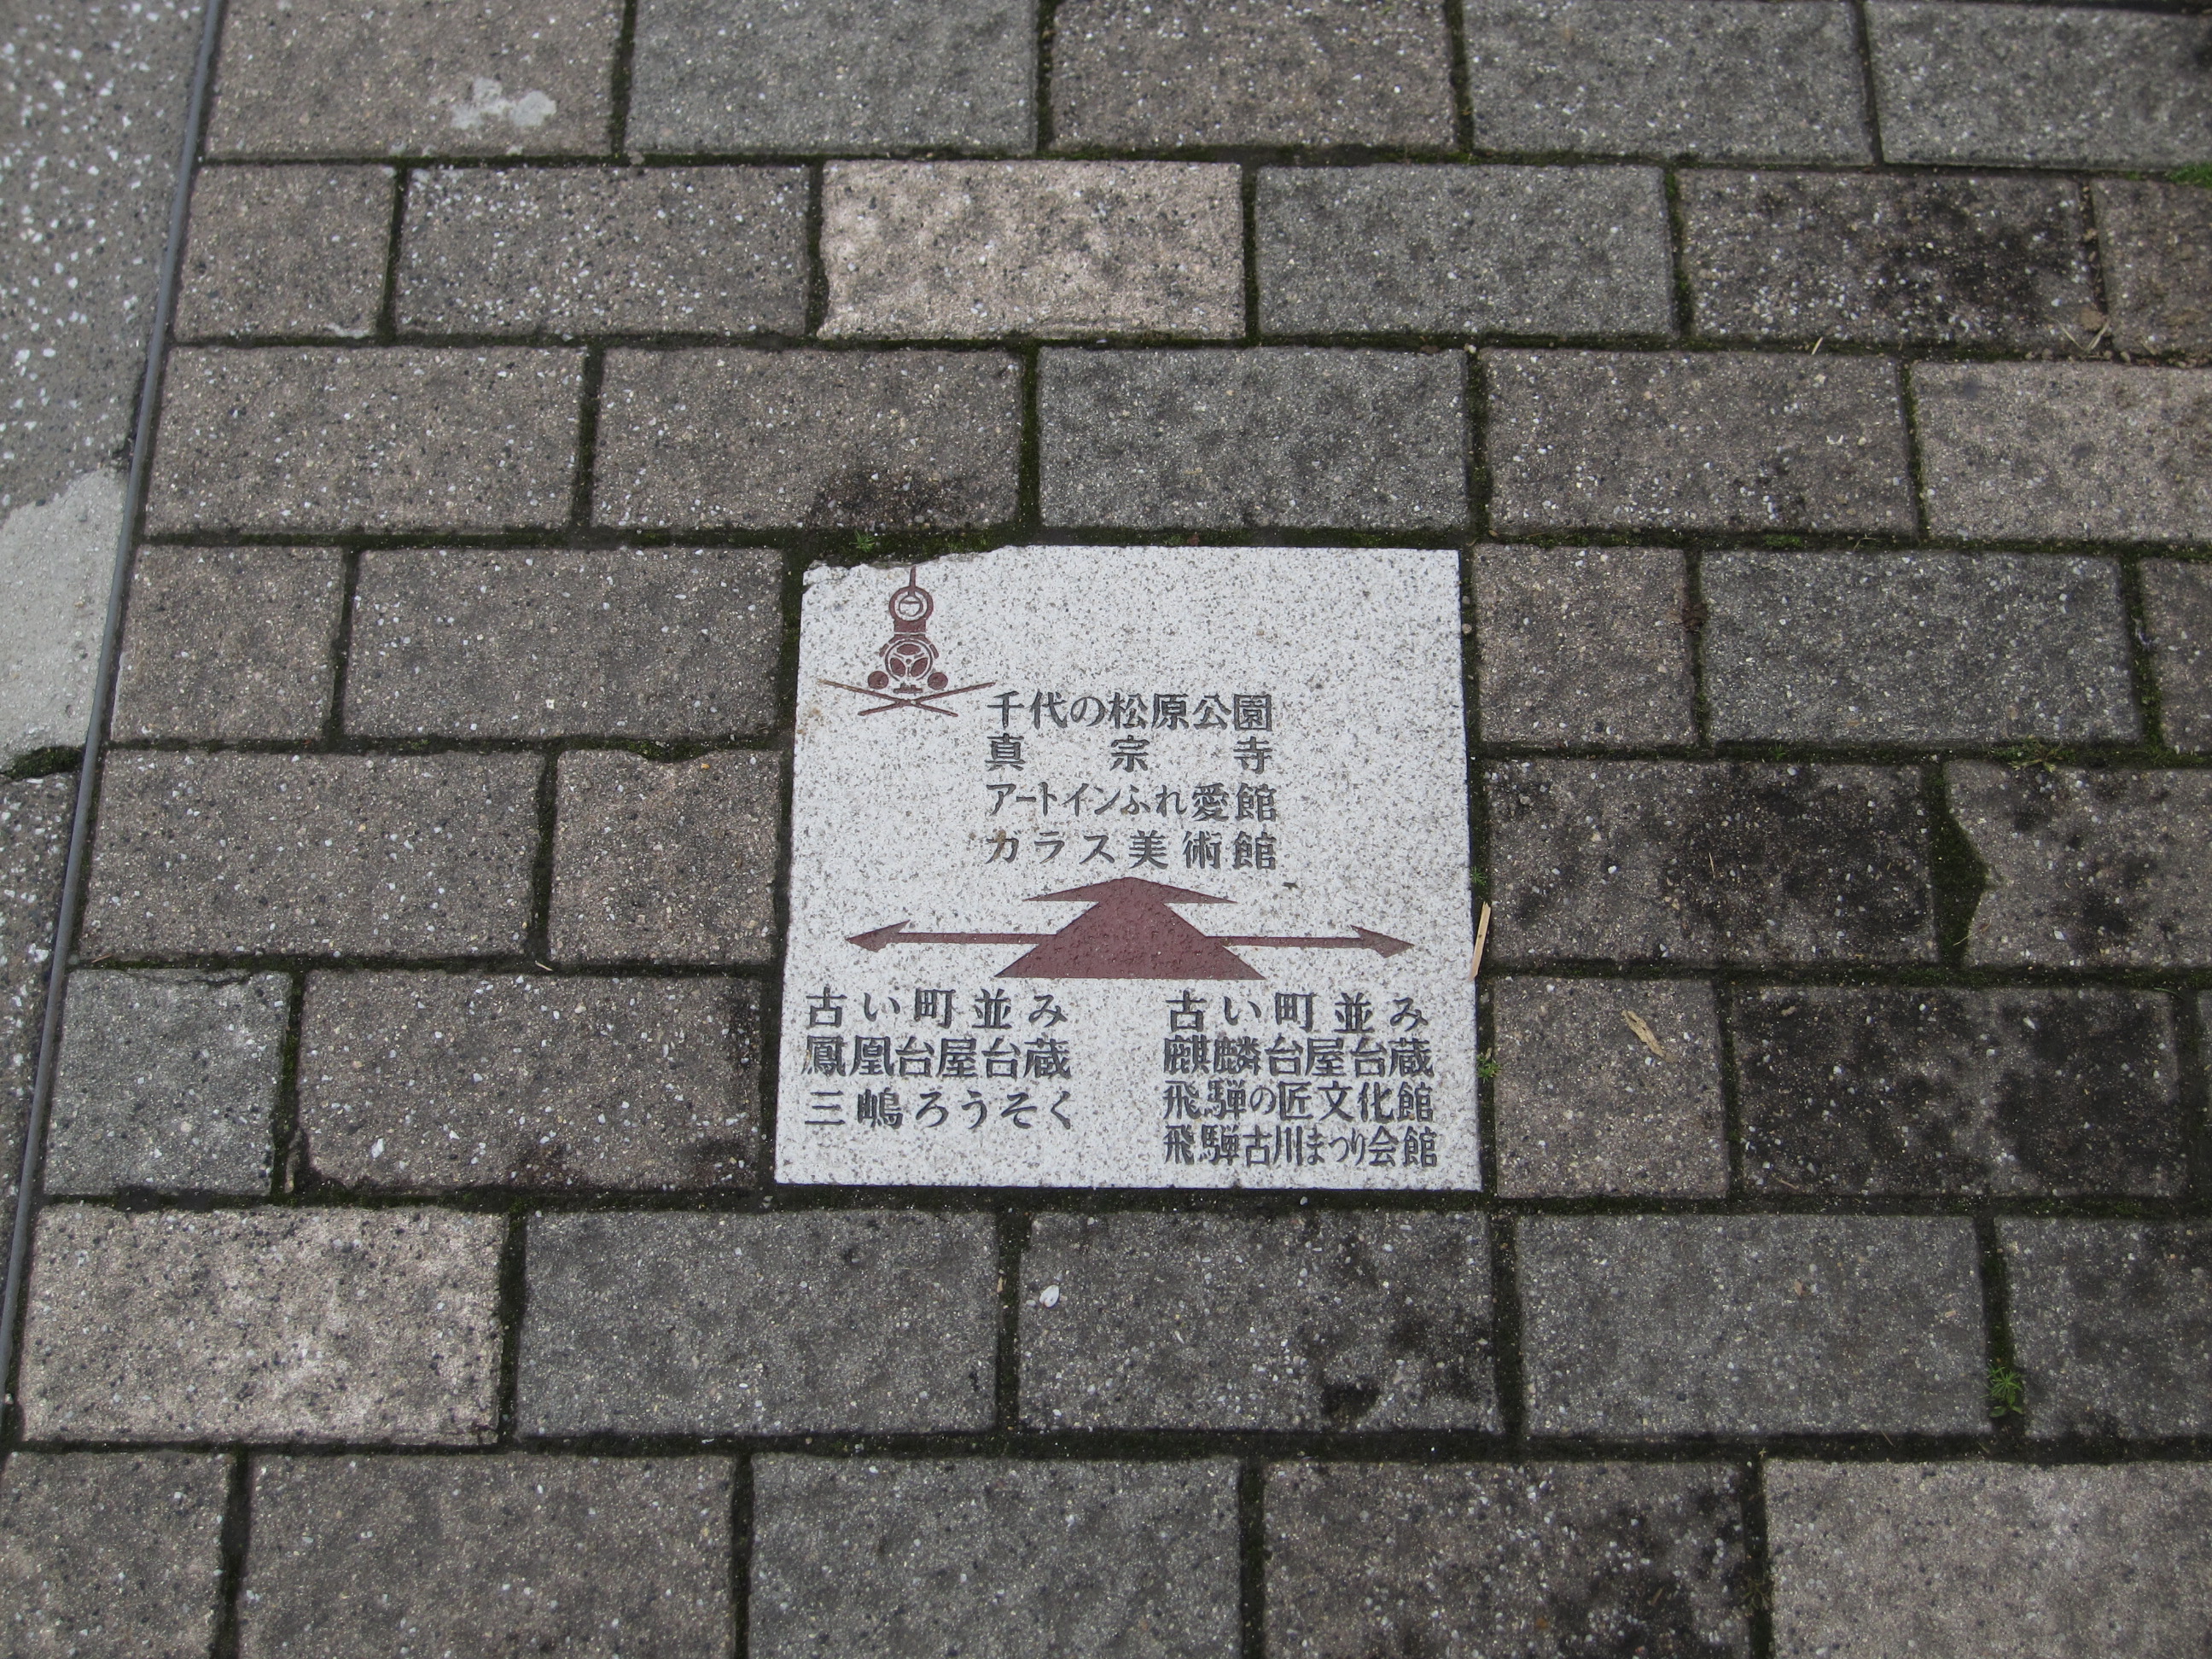 千代の松原公園
真宗寺
アートインふれ愛館
ガラス美術館
古い町並み
鳳凰台屋台蔵
三嶋ろうそく
古い町並み
麒麟台屋台蔵
飛騨の匠文化館
飛騨古川まつり会館